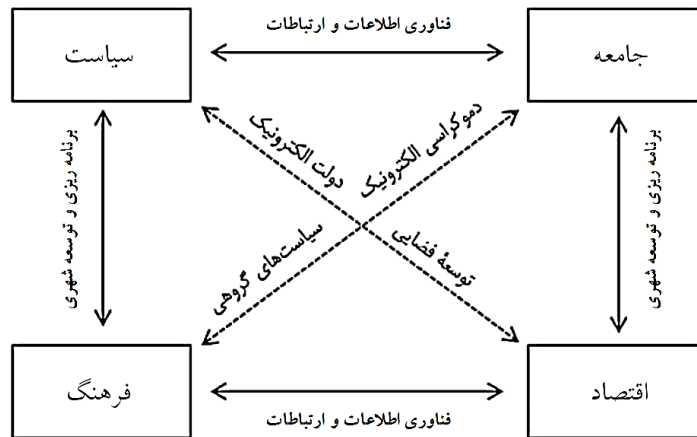 فناوری اطلاعات و ارتباطات
جامعه
سیاست
دموکراسی الکترونیک
دولت الکترونیک
برنامه ریزی و توسعه شهری
برنامه ریزی و توسعه شهری
توسعهٔ فضایی
سیاست‌های گروهی
اقتصاد
فرهنگ
فناوری اطلاعات و ارتباطات